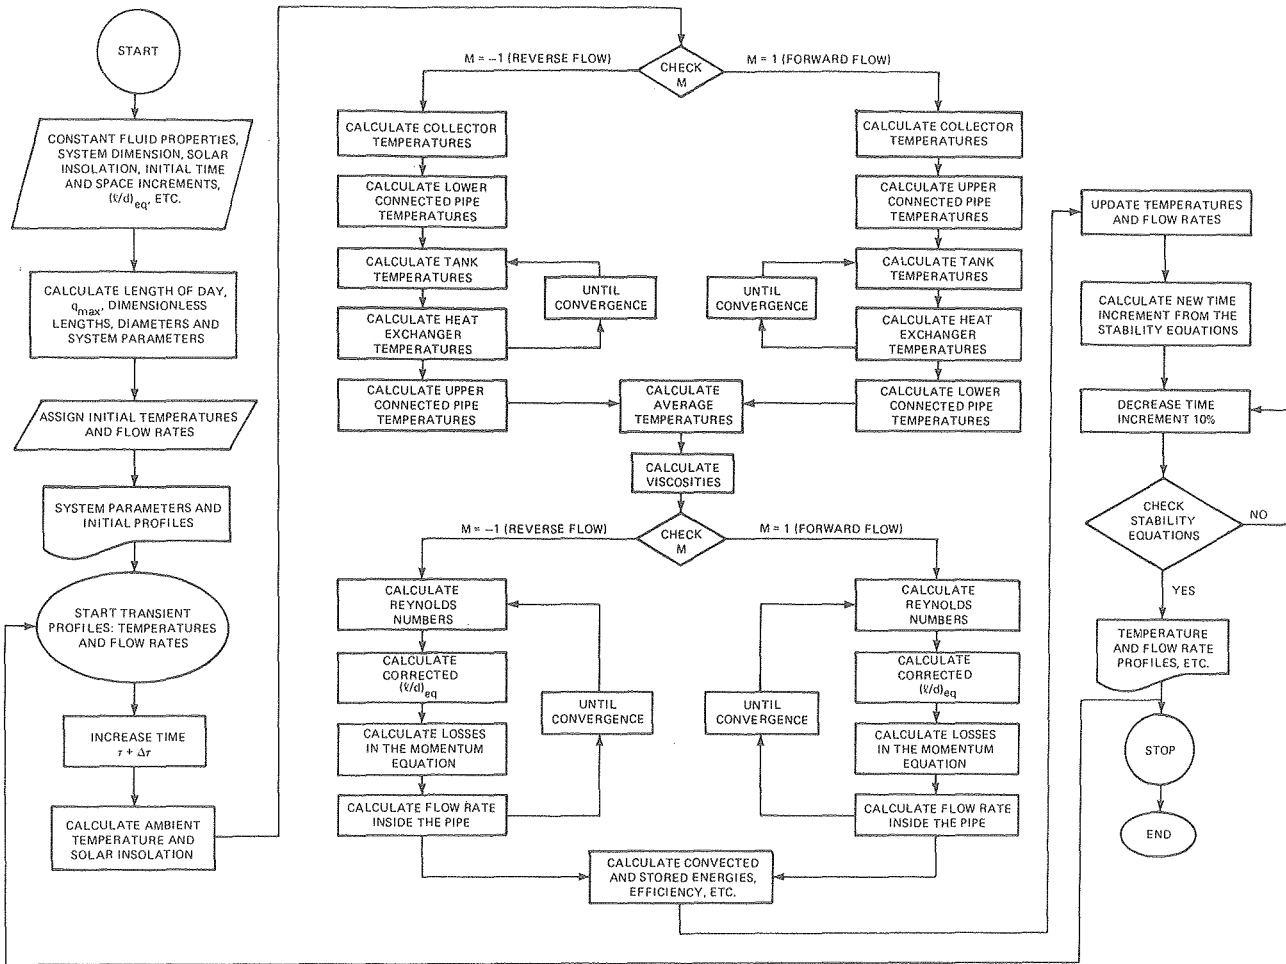 START
CONSTANT FLUID PROPERTIES,
SYSTEM DIMENSION, SOLAR
INSOLATION, INITIAL TIME
AND SPACE INCREMENTS,
(ℓ/d)eq, ETC.
CALCULATE LENGTH OF DAY,
qmax, DIMENSIONLESS
LENGTHS, DIAMETERS AND
SYSTEM PARAMETERS
ASSIGN INITIAL TEMPERATURES
AND FLOW RATES
SYSTEM PARAMETERS AND
INITIAL PROFILES
START TRANSIENT
PROFILES: TEMPERATURES
AND FLOW RATES
INCREASE TIME
τ + Δτ
CALCULATE AMBIENT
TEMPERATURE AND
SOLAR INSOLATION
CHECK
M
M = −1 (REVERSE FLOW)
CALCULATE COLLECTOR
TEMPERATURES
CALCULATE LOWER
CONNECTED PIPE
TEMPERATURES
CALCULATE TANK
TEMPERATURES
CALCULATE HEAT
EXCHANGER
TEMPERATURES
UNTIL
CONVERGENCE
CALCULATE UPPER
CONNECTED PIPE
TEMPERATURES
M = 1 (FORWARD FLOW)
CALCULATE COLLECTOR
TEMPERATURES
CALCULATE UPPER
CONNECTED PIPE
TEMPERATURES
CALCULATE TANK
TEMPERATURES
CALCULATE HEAT
EXCHANGER
TEMPERATURES
UNTIL
CONVERGENCE
CALCULATE LOWER
CONNECTED PIPE
TEMPERATURES
CALCULATE
AVERAGE
TEMPERATURES
CALCULATE
VISCOSITIES
CHECK
M
M = −1 (REVERSE FLOW)
CALCULATE
REYNOLDS
NUMBERS
CALCULATE
CORRECTED
(ℓ/d)eq
CALCULATE LOSSES
IN THE MOMENTUM
EQUATION
CALCULATE FLOW RATE
INSIDE THE PIPE
UNTIL
CONVERGENCE
M = 1 (FORWARD FLOW)
CALCULATE
REYNOLDS
NUMBERS
CALCULATE
CORRECTED
(ℓ/d)eq
CALCULATE LOSSES
IN THE MOMENTUM
EQUATION
CALCULATE FLOW RATE
INSIDE THE PIPE
UNTIL
CONVERGENCE
CALCULATE CONVECTED
AND STORED ENERGIES,
EFFICIENCY, ETC.
UPDATE TEMPERATURES
AND FLOW RATES
CALCULATE NEW TIME
INCREMENT FROM THE
STABILITY EQUATIONS
DECREASE TIME
INCREMENT 10%
CHECK
STABILITY
EQUATIONS
NO
YES
TEMPERATURE
AND FLOW RATE
PROFILES, ETC.
STOP
END